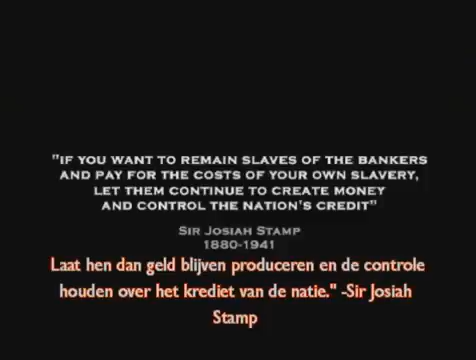 "IF YOU WANT TO REMAIN SLAVES OF THE BANKERS
AND PAY FOR THE COSTS OF YOUR OWN SLAVERY,
LET THEM CONTINUE TO CREATE MONEY
AND CONTROL THE NATION'S CREDIT"
SIR JOSIAH STAMP
1880-1941
Laat hen dan geld blijven produceren en de controle
houden over het krediet van de natie." -Sir Josiah
Stamp